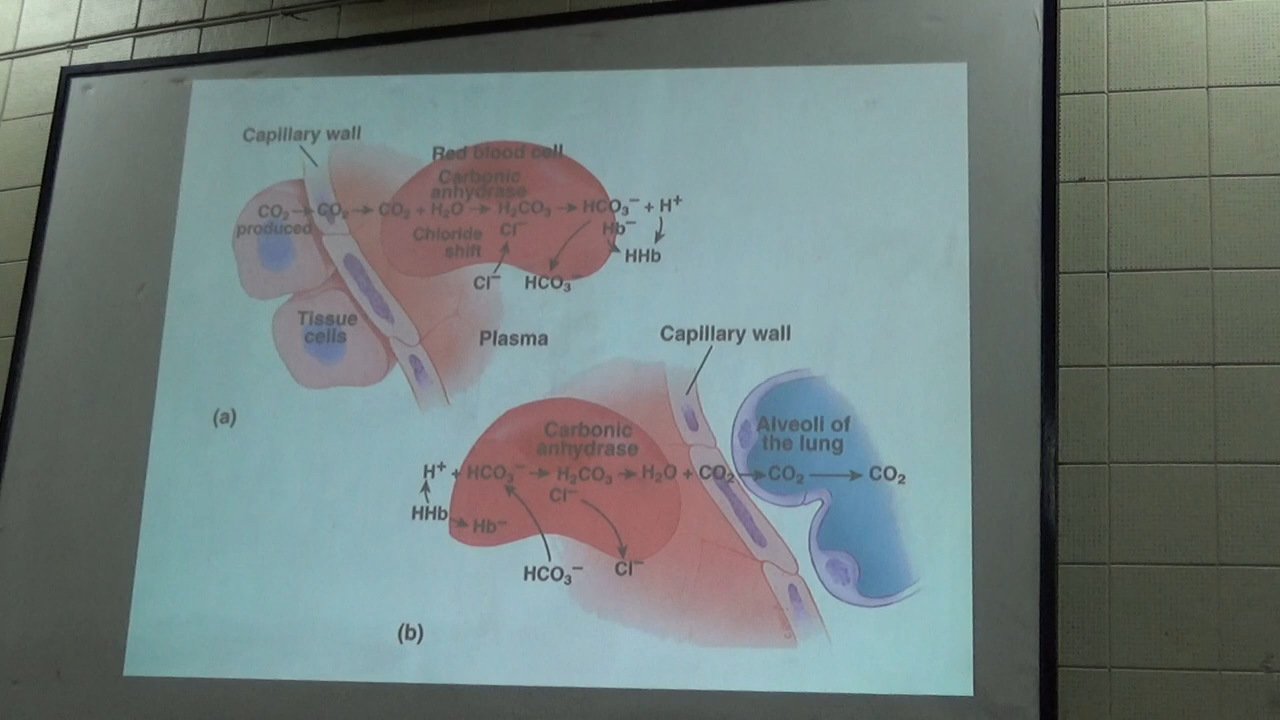 Capillary wall
Red blood cell
Carbonic
anhydrase
CO₂ → CO₂ → CO₂ + H₂O → H₂CO₃ → HCO₃⁻ + H⁺
produced
Chloride
shift
Cl⁻
Hb⁻
HHb
Cl⁻
HCO₃⁻
Tissue
cells
Plasma
(a)
Capillary wall
Carbonic
anhydrase
Alveoli of
the lung
H⁺ + HCO₃⁻ → H₂CO₃ → H₂O + CO₂ → CO₂ → CO₂
Cl⁻
HHb
Hb⁻
HCO₃⁻
Cl⁻
(b)